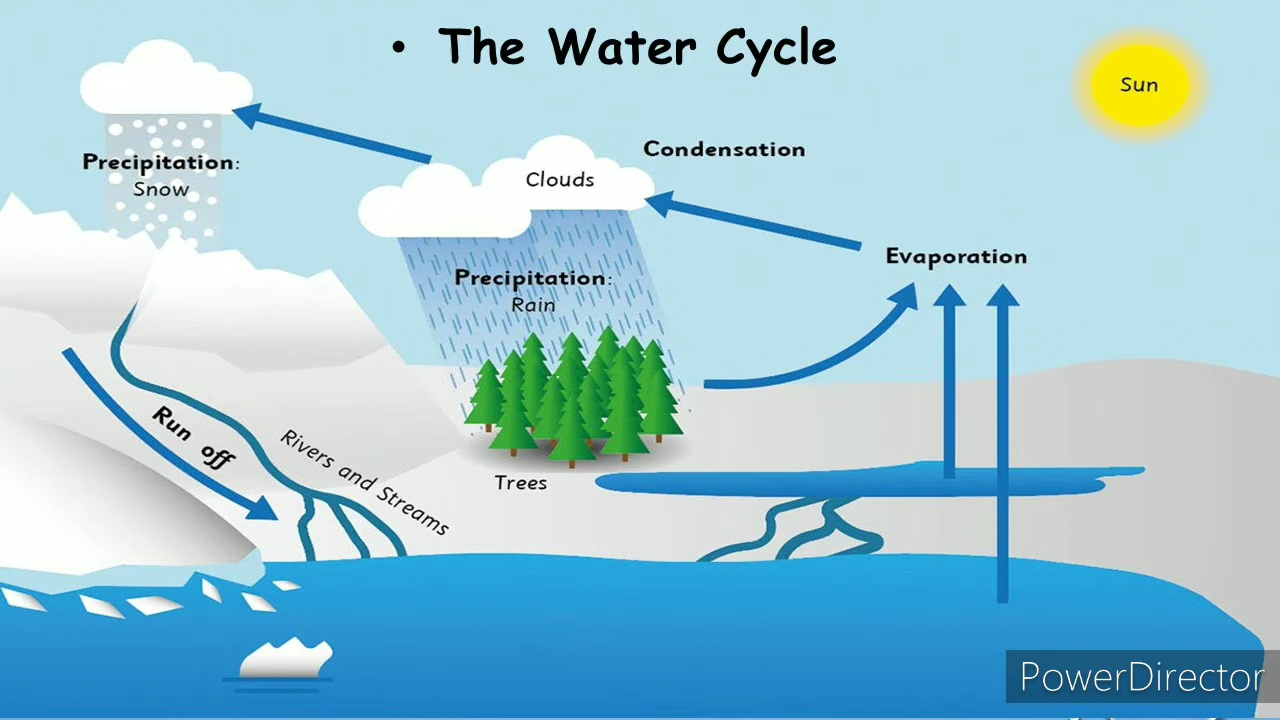 • The Water Cycle
Sun
Condensation
Clouds
Precipitation:
Snow
Evaporation
Precipitation:
Rain
Run off
Rivers and Streams
Trees
PowerDirector